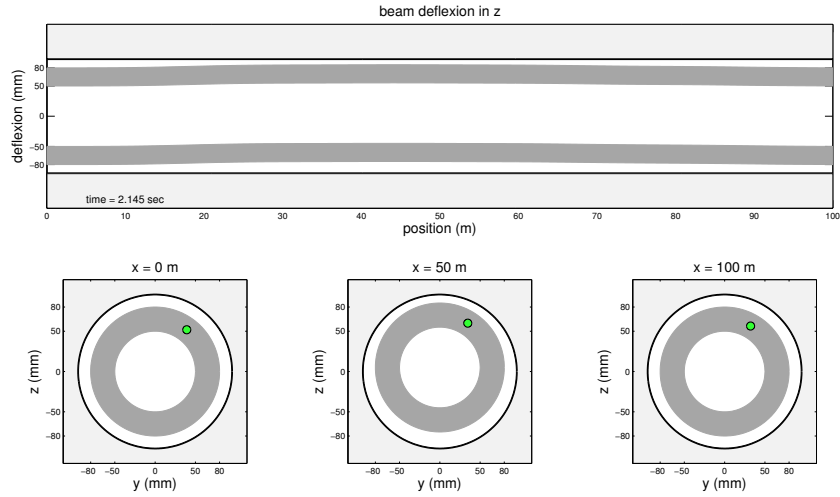 beam deflexion in z
deflexion (mm)
80
50
0
−50
−80
time = 2.145 sec
0 10 20 30 40 50 60 70 80 90 100
position (m)
x = 0 m
z (mm)
80
50
0
−50
−80
−80 −50 0 50 80
y (mm)
x = 50 m
z (mm)
80
50
0
−50
−80
−80 −50 0 50 80
y (mm)
x = 100 m
z (mm)
80
50
0
−50
−80
−80 −50 0 50 80
y (mm)